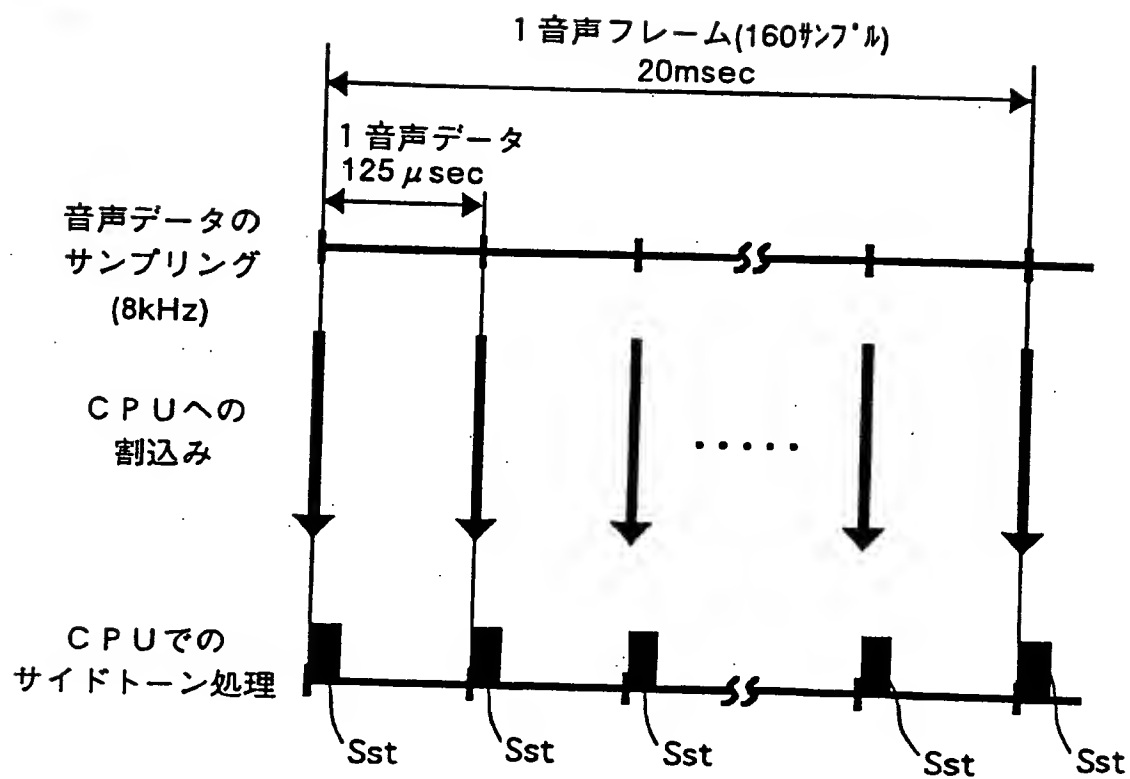 1 音声フレーム(160ｻﾝﾌﾟﾙ)
20msec
1 音声データ
125 μsec
音声データの
サンプリング
(8kHz)
ＣＰＵへの
割込み
.....
ＣＰＵでの
サイドトーン処理
Sst
Sst
Sst
Sst
Sst